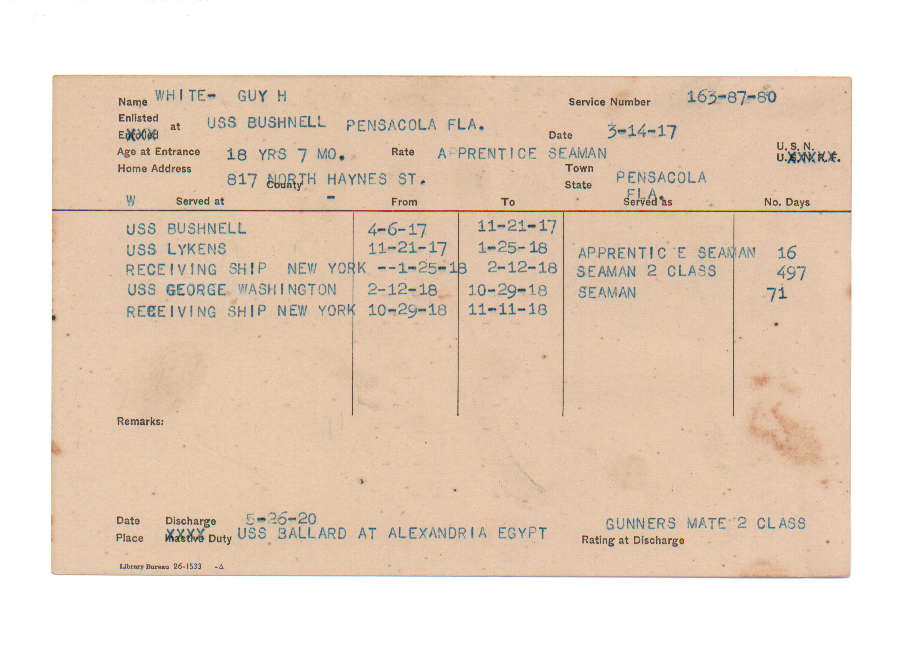 Name WHITE- GUY H Service Number 163-87-80
Enlisted
Enrolled at USS BUSHNELL PENSACOLA FLA. Date 3-14-17
Age at Entrance 18 YRS 7 MO. Rate APPRENTICE SEAMAN U. S. N.
Home Address 817 NORTH HAYNES ST. Town PENSACOLA
County - State FLA.
W Served at From To Served as No. Days
USS BUSHNELL 4-6-17 11-21-17
USS LYKENS 11-21-17 1-25-18 APPRENTIC E SEAMAN 16
RECEIVING SHIP NEW YORK --1-25-18 2-12-18 SEAMAN 2 CLASS 497
USS GEORGE WASHINGTON 2-12-18 10-29-18 SEAMAN 71
RECEIVING SHIP NEW YORK 10-29-18 11-11-18
Remarks:
Date Discharge 5-26-20 GUNNERS MATE 2 CLASS
Place Inactive Duty USS BALLARD AT ALEXANDRIA EGYPT Rating at Discharge
Library Bureau 26-1533